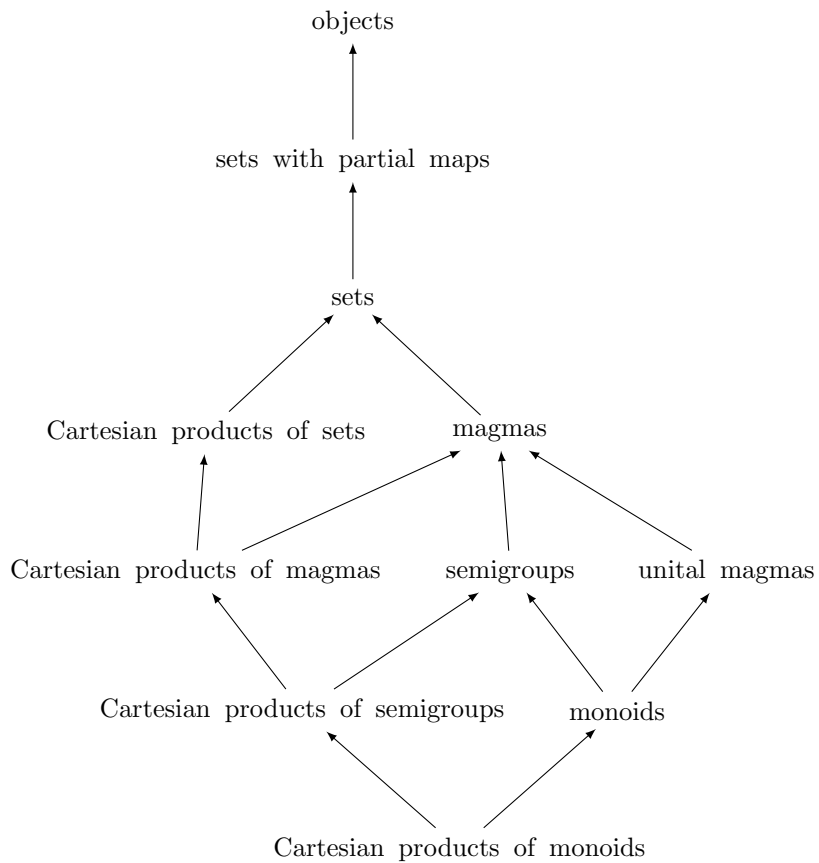 objects
sets with partial maps
sets
Cartesian products of sets
magmas
Cartesian products of magmas
semigroups
unital magmas
Cartesian products of semigroups
monoids
Cartesian products of monoids